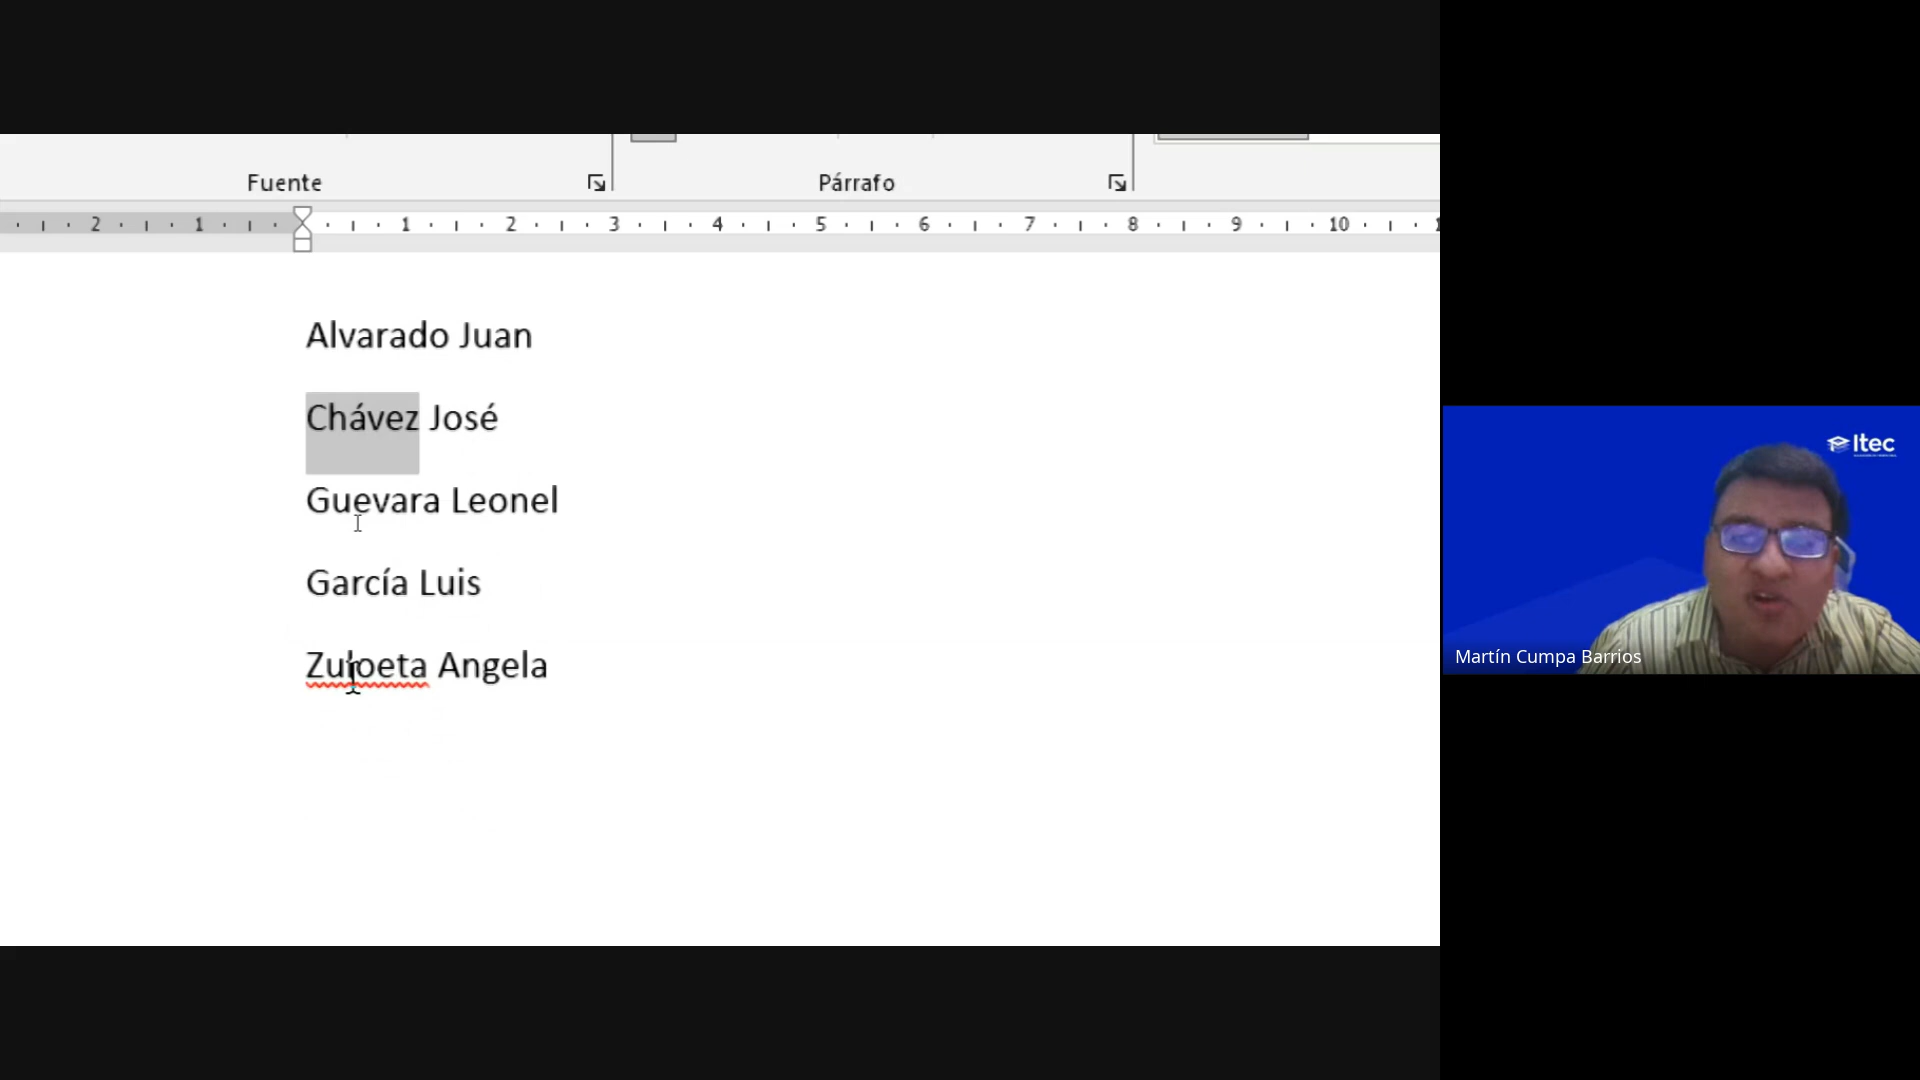 Fuente
Párrafo
2 1 1 2 3 4 5 6 7 8 9 10
Alvarado Juan
Chávez José
Guevara Leonel
García Luis
Zuloeta Angela
Itec
Martín Cumpa Barrios